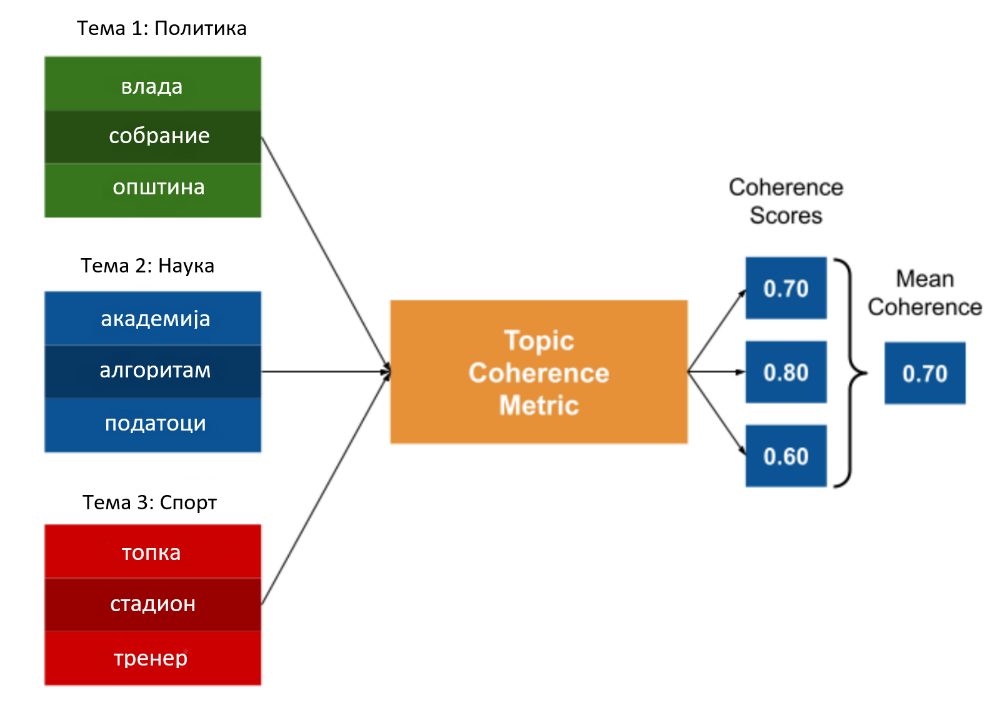 Тема 1: Политика
влада
собрание
општина
Тема 2: Наука
академија
алгоритам
податоци
Тема 3: Спорт
топка
стадион
тренер
Topic
Coherence
Metric
Coherence
Scores
0.70
0.80
0.60
Mean
Coherence
0.70